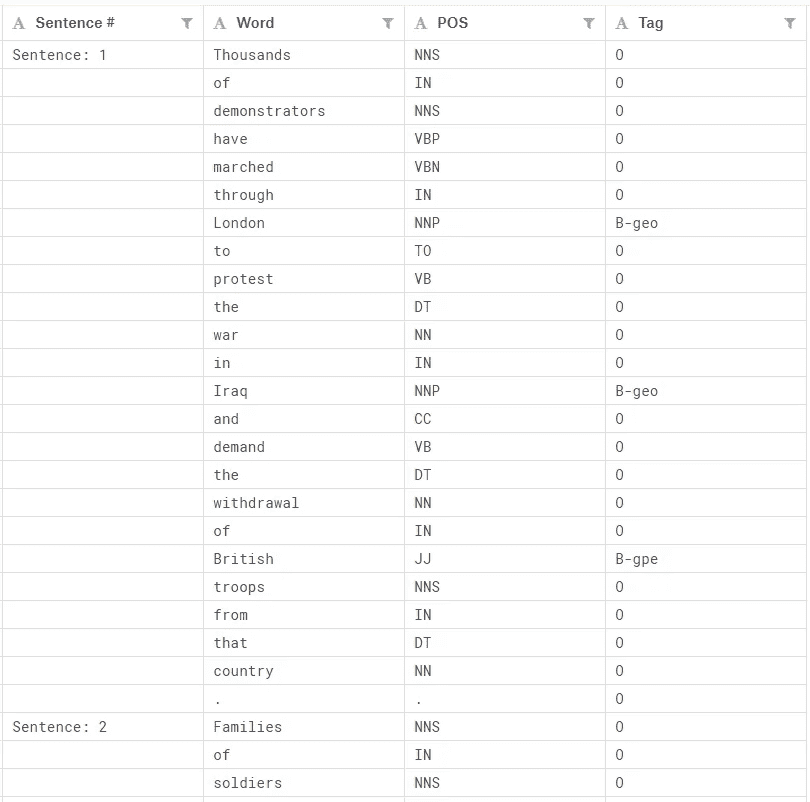 A Sentence # A Word A POS A Tag
Sentence: 1 Thousands NNS O
of IN O
demonstrators NNS O
have VBP O
marched VBN O
through IN O
London NNP B-geo
to TO O
protest VB O
the DT O
war NN O
in IN O
Iraq NNP B-geo
and CC O
demand VB O
the DT O
withdrawal NN O
of IN O
British JJ B-gpe
troops NNS O
from IN O
that DT O
country NN O
. . O
Sentence: 2 Families NNS O
of IN O
soldiers NNS O